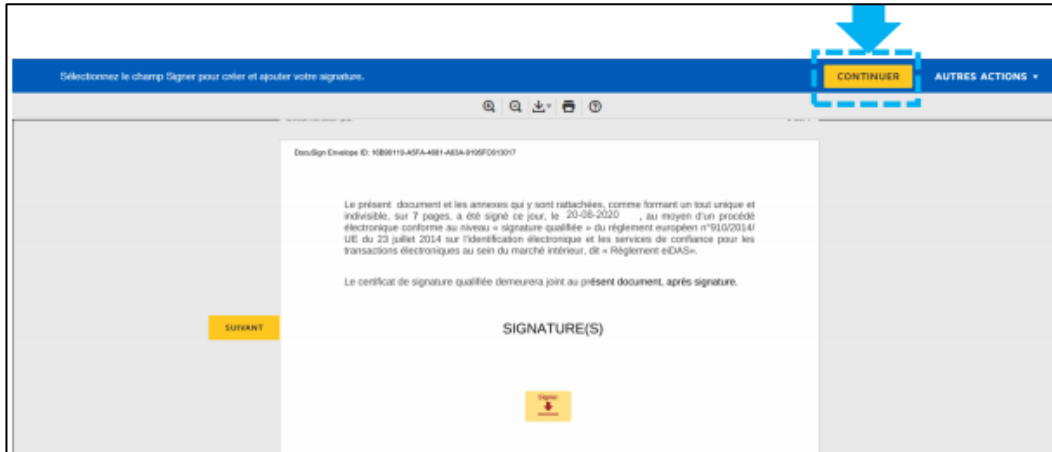 Sélectionnez le champ Signer pour créer et ajouter votre signature.
CONTINUER
AUTRES ACTIONS
DocuSign Envelope ID:
Le présent document et les annexes qui y sont rattachées, comme formant un tout unique et
indivisible, sur 7 pages, a été signé ce jour, le 20-08-2020 , au moyen d'un procédé
électronique conforme au niveau « signature qualifiée » du règlement européen n°910/2014/
UE du 23 juillet 2014 sur l'identification électronique et les services de confiance pour les
transactions électroniques au sein du marché intérieur, dit « Règlement eiDAS».
Le certificat de signature qualifiée demeurera joint au présent document, après signature.
SUIVANT
SIGNATURE(S)
Signer